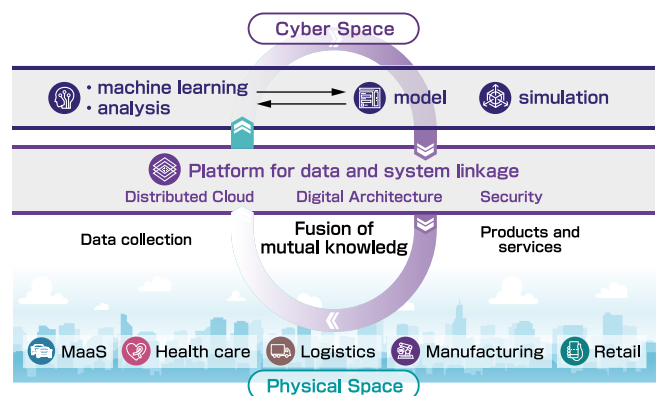 Cyber Space
・machine learning
・analysis
model
simulation
Platform for data and system linkage
Distributed Cloud
Digital Architecture
Security
Data collection
Fusion of
mutual knowledg
Products and
services
MaaS
Health care
Logistics
Manufacturing
Retail
Physical Space